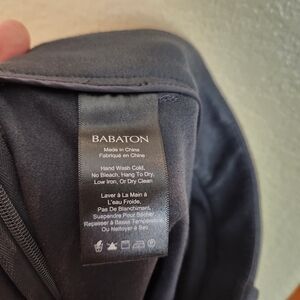 BABATON
Made in China
Fabriqué en Chine
Hand Wash Cold,
No Bleach, Hang To Dry,
Low Iron, Or Dry Clean
Laver À La Main À
L'eau Froide,
Pas De Blanchiment,
Suspendre Pour Sécher
Repasser À Basse Température
Ou Nettoyer À Sec